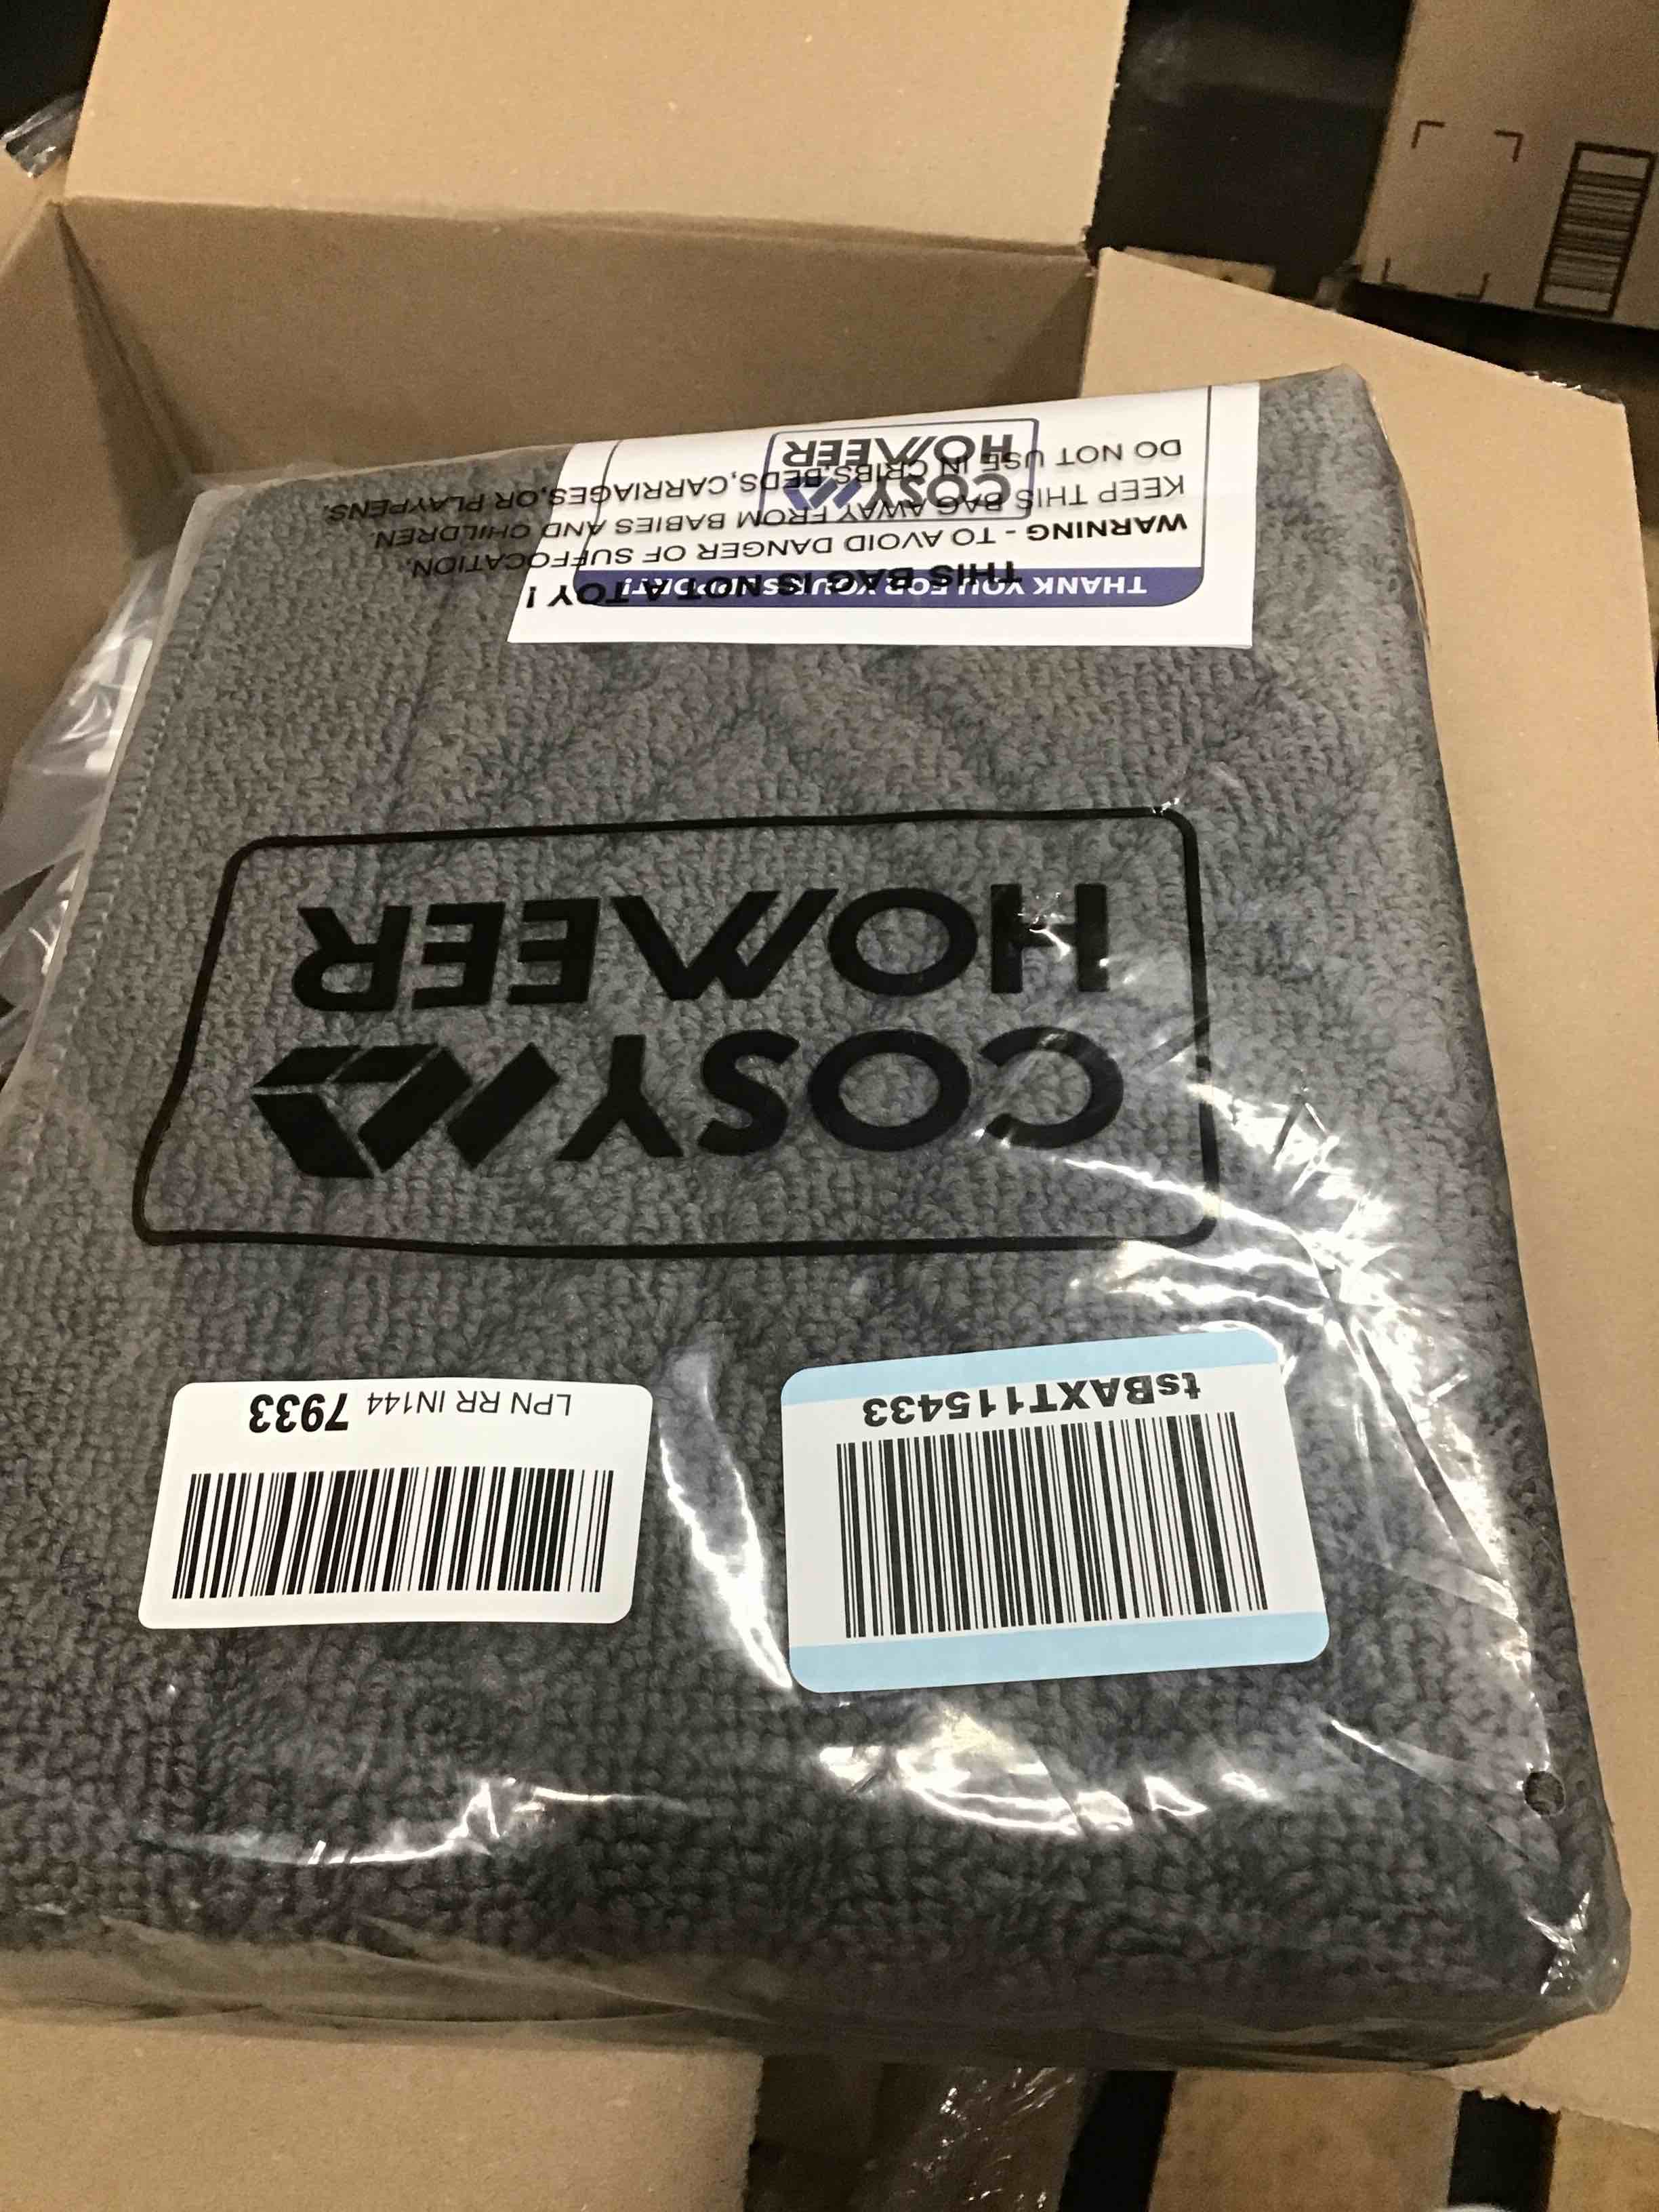 tsBAXT115433
LPN RR IN144 7933
COSY
HOMEER
THANK YOU FOR YOUR SUPPORT!
THIS BAG IS NOT A TOY !
WARNING - TO AVOID DANGER OF SUFFOCATION.
KEEP THIS BAG AWAY FROM BABIES AND CHILDREN.
DO NOT USE IN CRIBS,BEDS,CARRIAGES,OR PLAYPENS.
COSY
HOMEER